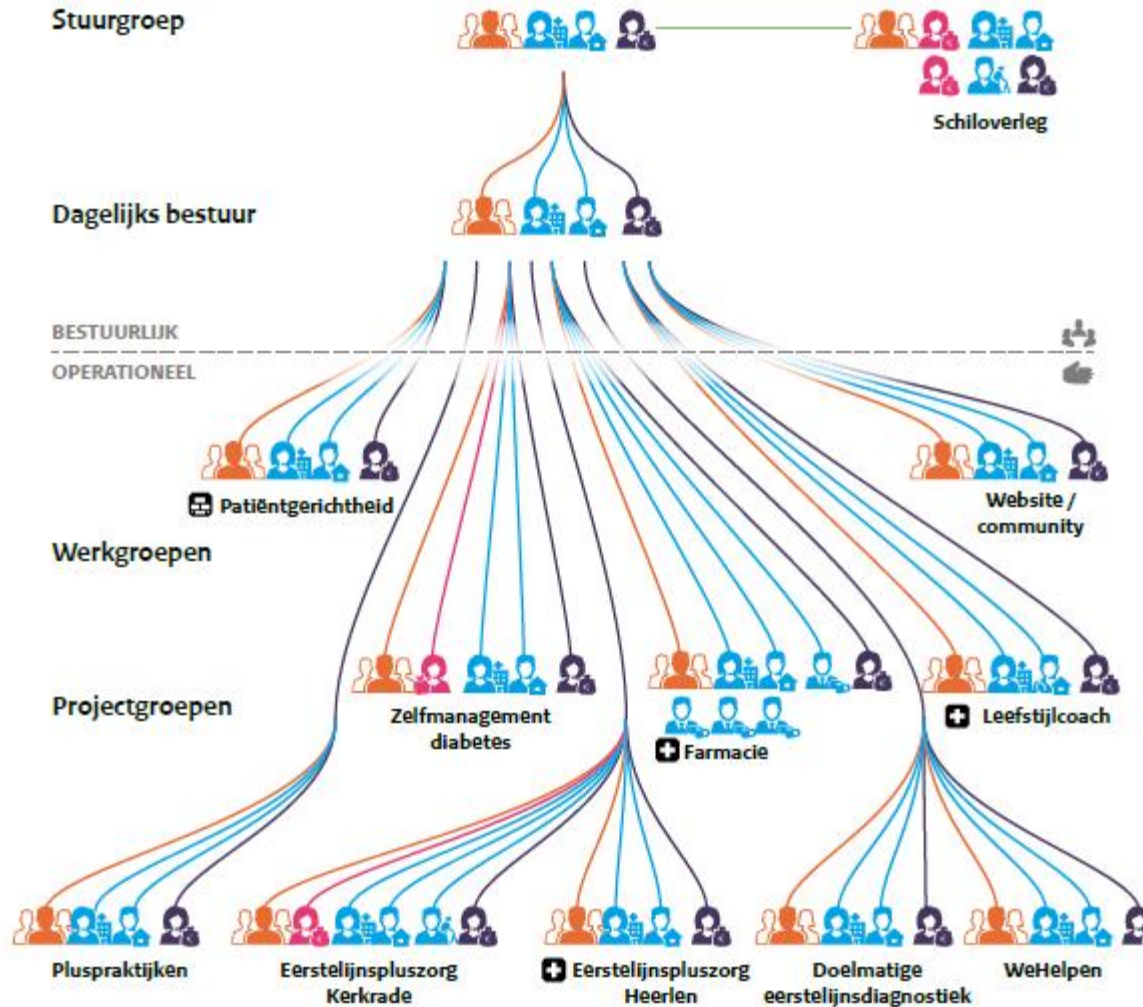 Stuurgroep
Schiloverleg
Dagelijks bestuur
BESTUURLIJK
OPERATIONEEL
Patiëntgerichtheid
Website /
community
Werkgroepen
Projectgroepen
Zelfmanagement
diabetes
Farmacie
Leefstijlcoach
Pluspraktijken
Eerstelijnspluszorg
Kerkrade
Eerstelijnspluszorg
Heerlen
Doelmatige
eerstelijnsdiagnostiek
WeHelpen